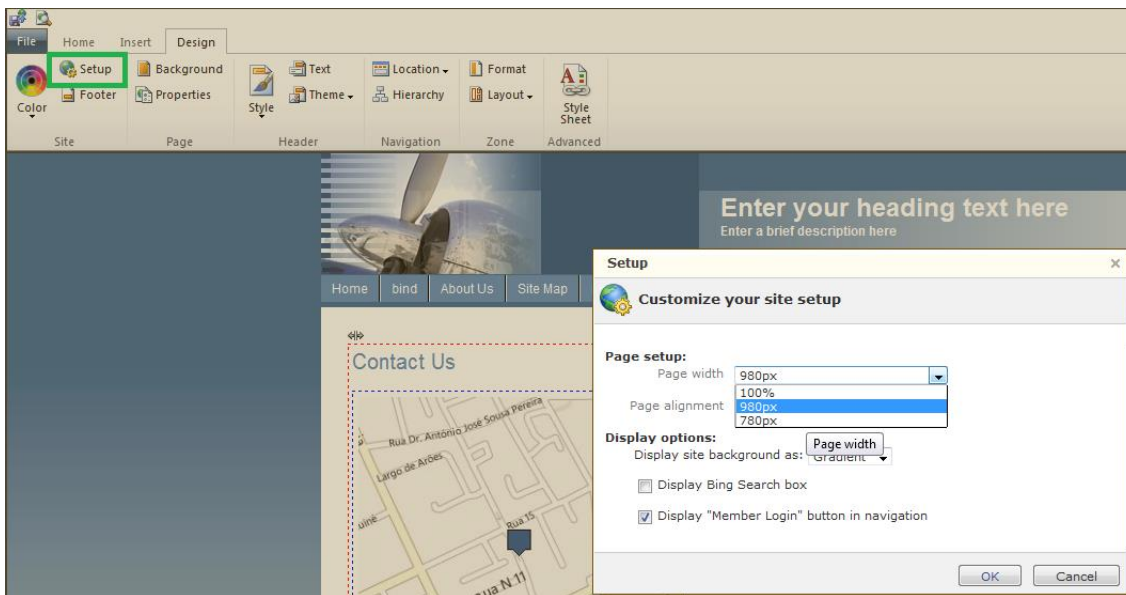 File Home Insert Design
Setup Background Text Location Format
Color Footer Properties Style Theme Hierarchy Layout Style Sheet
Site Page Header Navigation Zone Advanced
Enter your heading text here
Enter a brief description here
Home bind About Us Site Map
Contact Us
Rua Dr. António José Sousa Pereira
Largo de Arões
uiné
Rua 15
Rua N 11
Setup
Customize your site setup
Page setup:
Page width 980px
100%
980px
780px
Page alignment
Page width
Display options:
Display site background as: Gradient
Display Bing Search box
Display "Member Login" button in navigation
OK Cancel